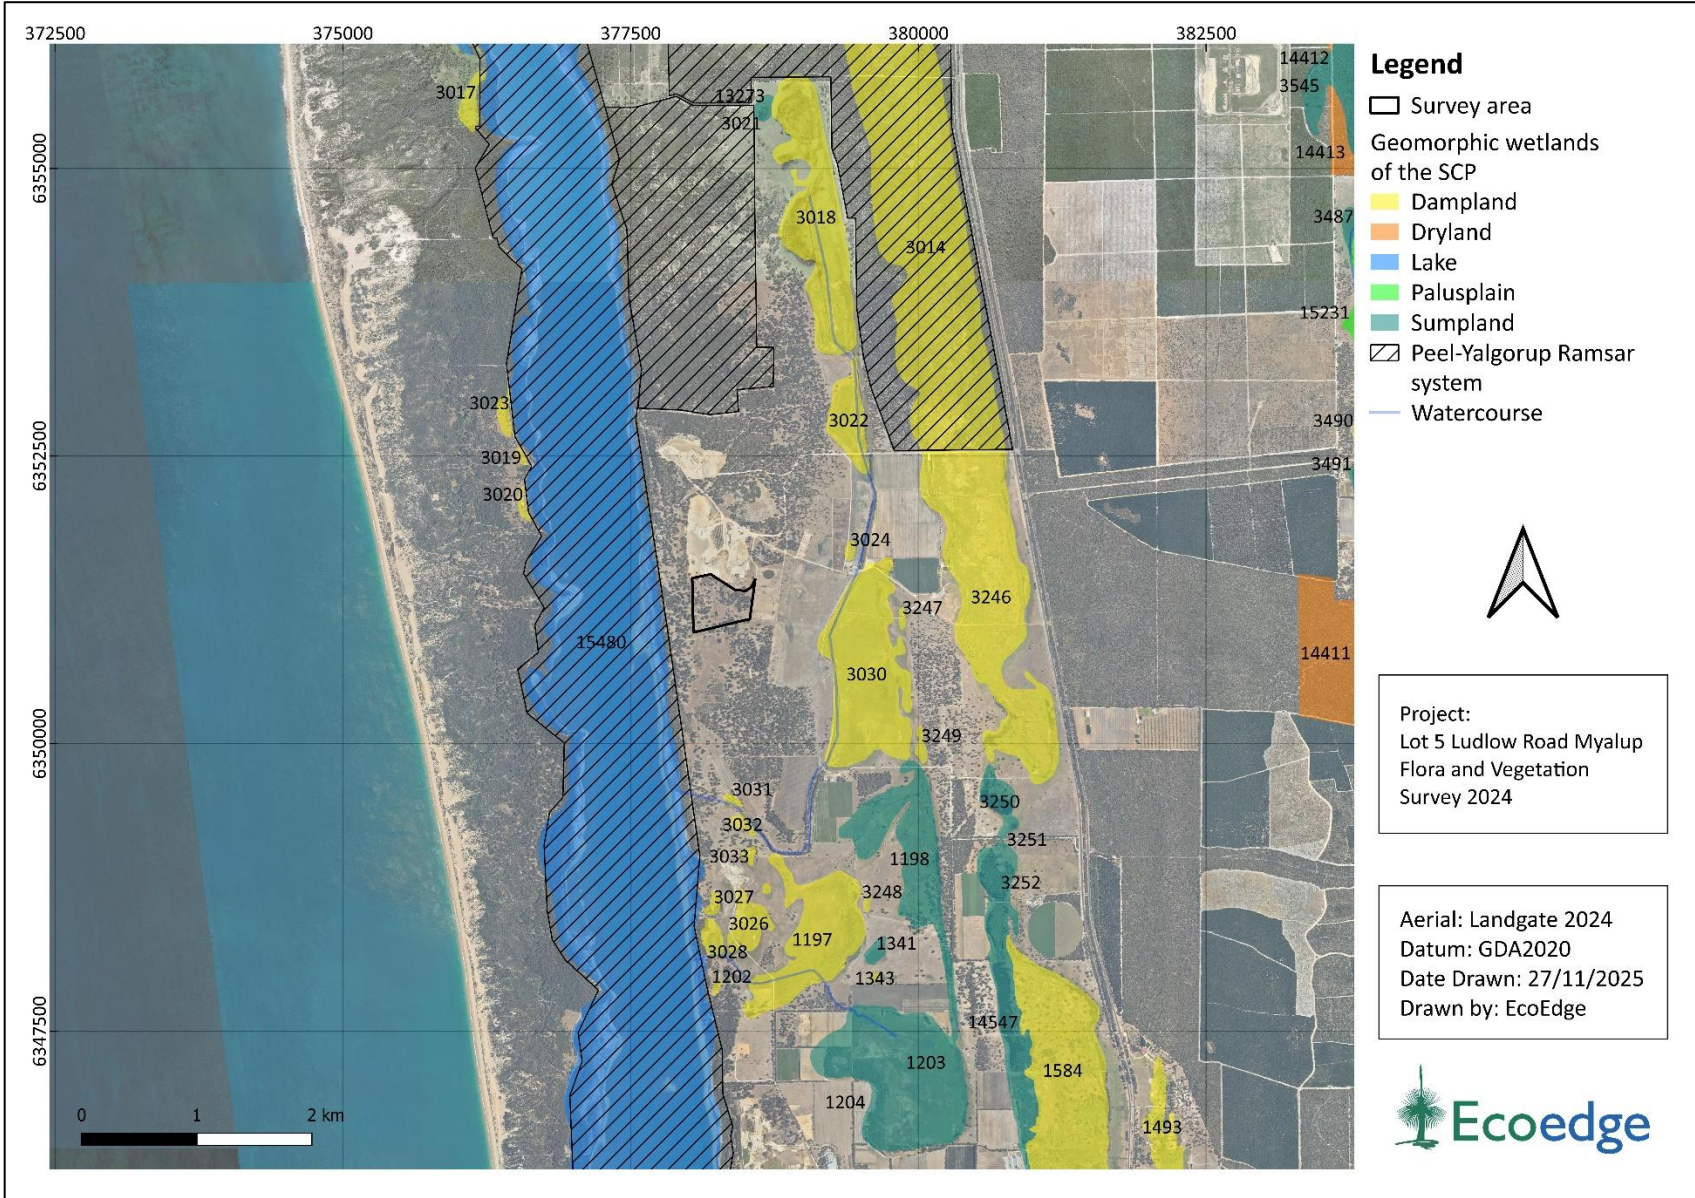 372500
375000
377500
380000
382500
6355000
6352500
6350000
6347500
3017
13273
3021
3018
3014
14412
3545
14413
3487
15231
3023
3019
3020
3022
3490
3491
3024
3247
3246
15480
3030
14411
3249
3031
3032
3033
3250
3251
1198
3252
3027
3026
3028
1202
1197
3248
1341
1343
14547
1203
1204
1584
1493
0 1 2 km
Legend
Survey area
Geomorphic wetlands
of the SCP
Dampland
Dryland
Lake
Palusplain
Sumpland
Peel-Yalgorup Ramsar
system
Watercourse
Project:
Lot 5 Ludlow Road Myalup
Flora and Vegetation
Survey 2024
Aerial: Landgate 2024
Datum: GDA2020
Date Drawn: 27/11/2025
Drawn by: EcoEdge
Ecoedge